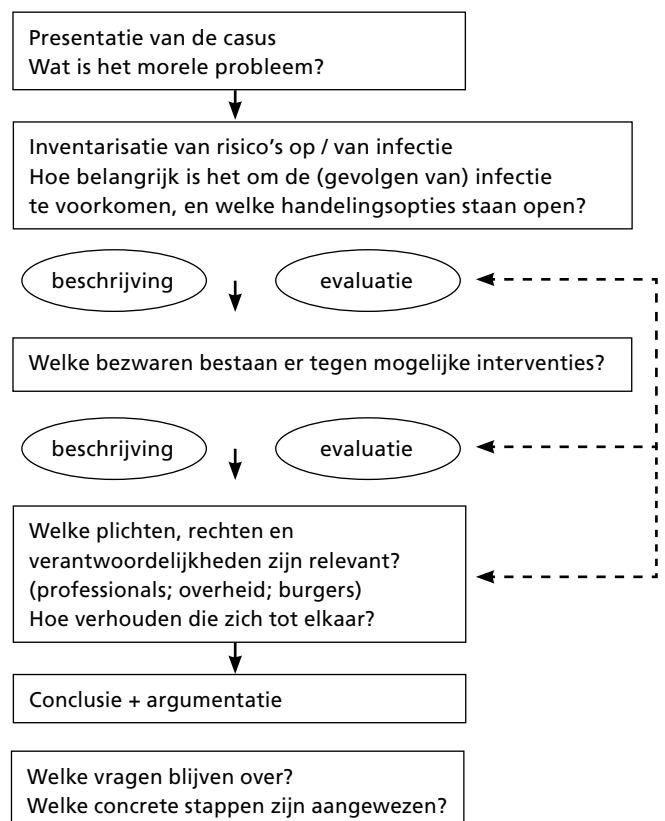 Presentatie van de casus
Wat is het morele probleem?
Inventarisatie van risico's op / van infectie
Hoe belangrijk is het om de (gevolgen van) infectie
te voorkomen, en welke handelingsopties staan open?
beschrijving
evaluatie
Welke bezwaren bestaan er tegen mogelijke interventies?
beschrijving
evaluatie
Welke plichten, rechten en
verantwoordelijkheden zijn relevant?
(professionals; overheid; burgers)
Hoe verhouden die zich tot elkaar?
Conclusie + argumentatie
Welke vragen blijven over?
Welke concrete stappen zijn aangewezen?